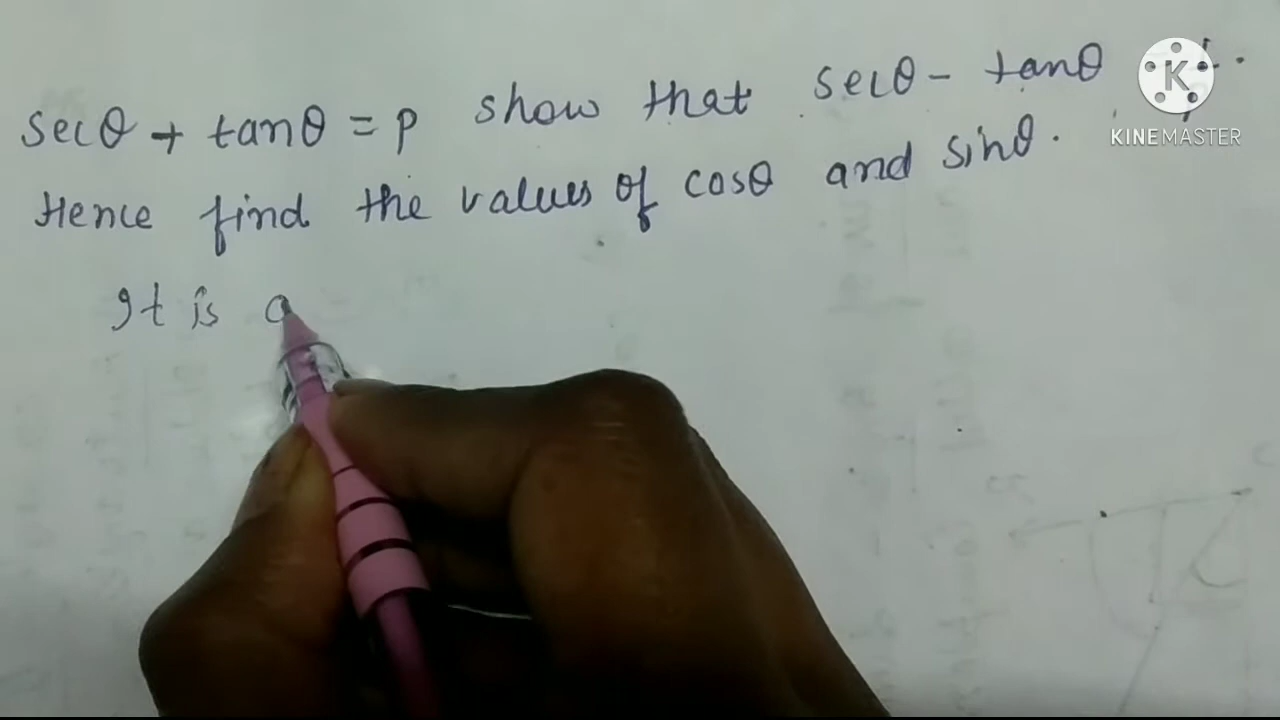 secθ + tanθ = p show that secθ - tanθ
Hence find the values of cosθ and sinθ.
It is
K
KINEMASTER